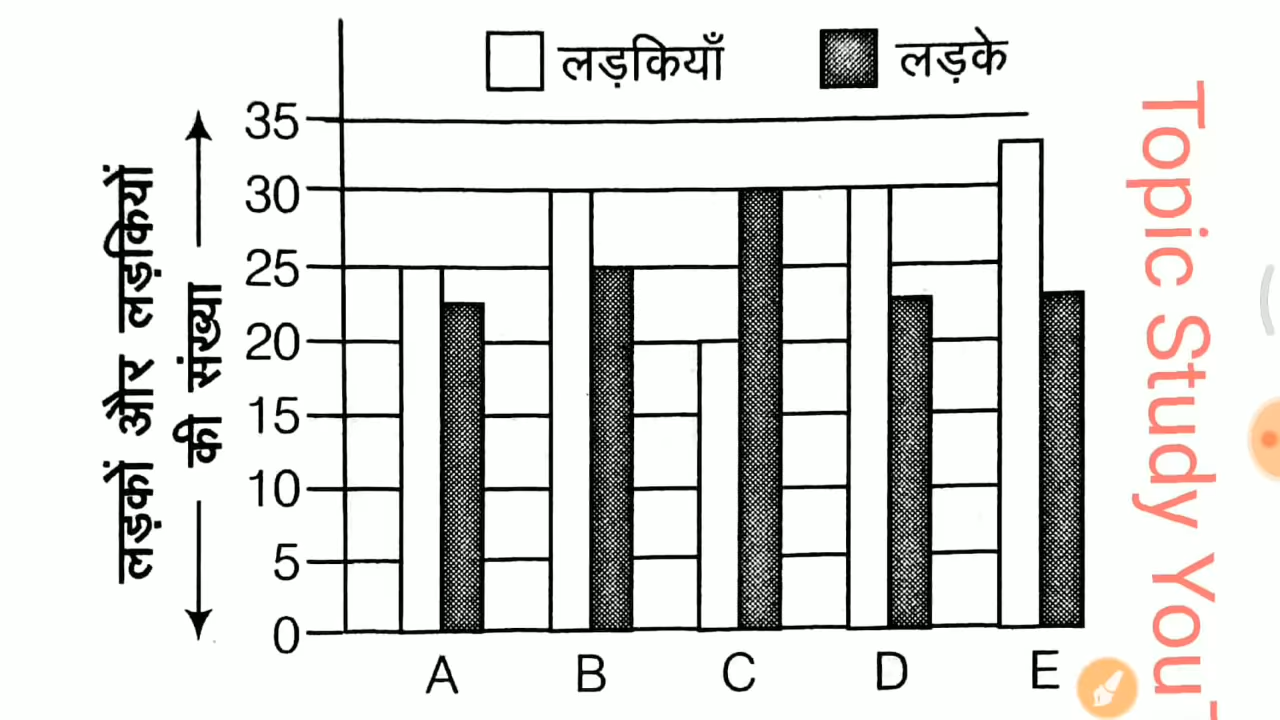 लड़कियाँ लड़के
35
30
25
20
15
10
5
0
लड़कों और लड़कियों
की संख्या
A B C D E
Topic Study You